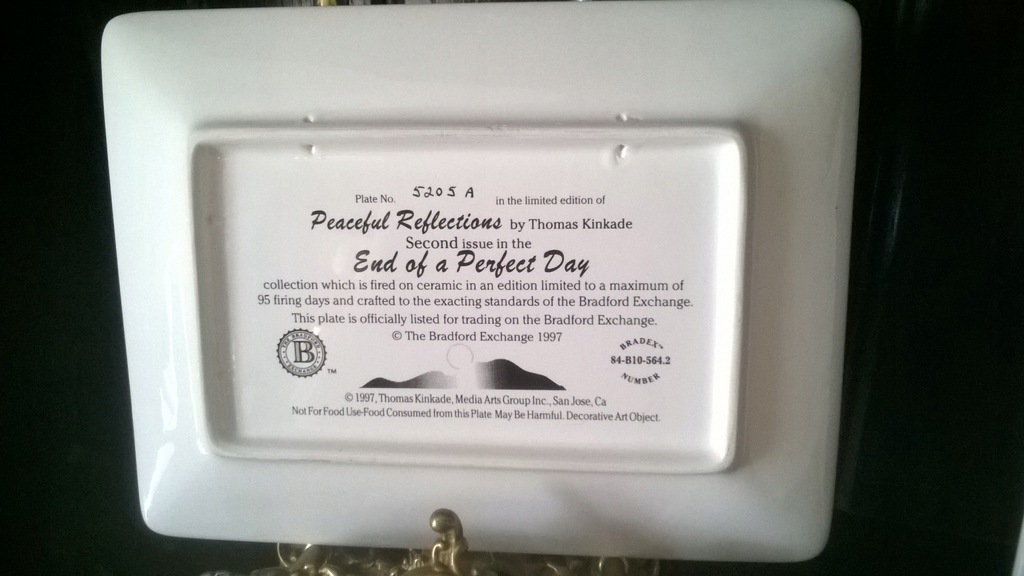 Plate No. 5205 A in the limited edition of
Peaceful Reflections by Thomas Kinkade
Second issue in the
End of a Perfect Day
collection which is fired on ceramic in an edition limited to a maximum of
95 firing days and crafted to the exacting standards of the Bradford Exchange.
This plate is officially listed for trading on the Bradford Exchange.
© The Bradford Exchange 1997
THE BRADFORD
B
EXCHANGE
TM
BRADEX™
84-B10-564.2
NUMBER
© 1997, Thomas Kinkade, Media Arts Group Inc., San Jose, Ca
Not For Food Use-Food Consumed from this Plate May Be Harmful. Decorative Art Object.